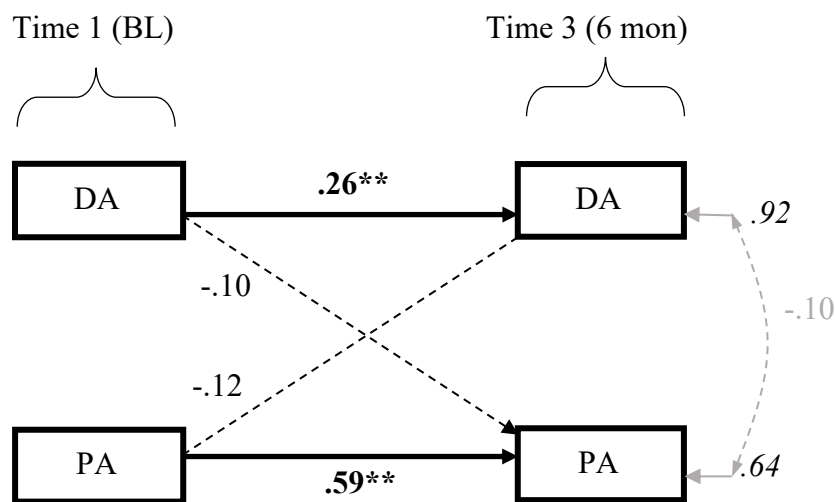 Time 1 (BL)
Time 3 (6 mon)
DA
.26**
DA
.92
-.10
-.10
-.12
PA
.59**
PA
.64